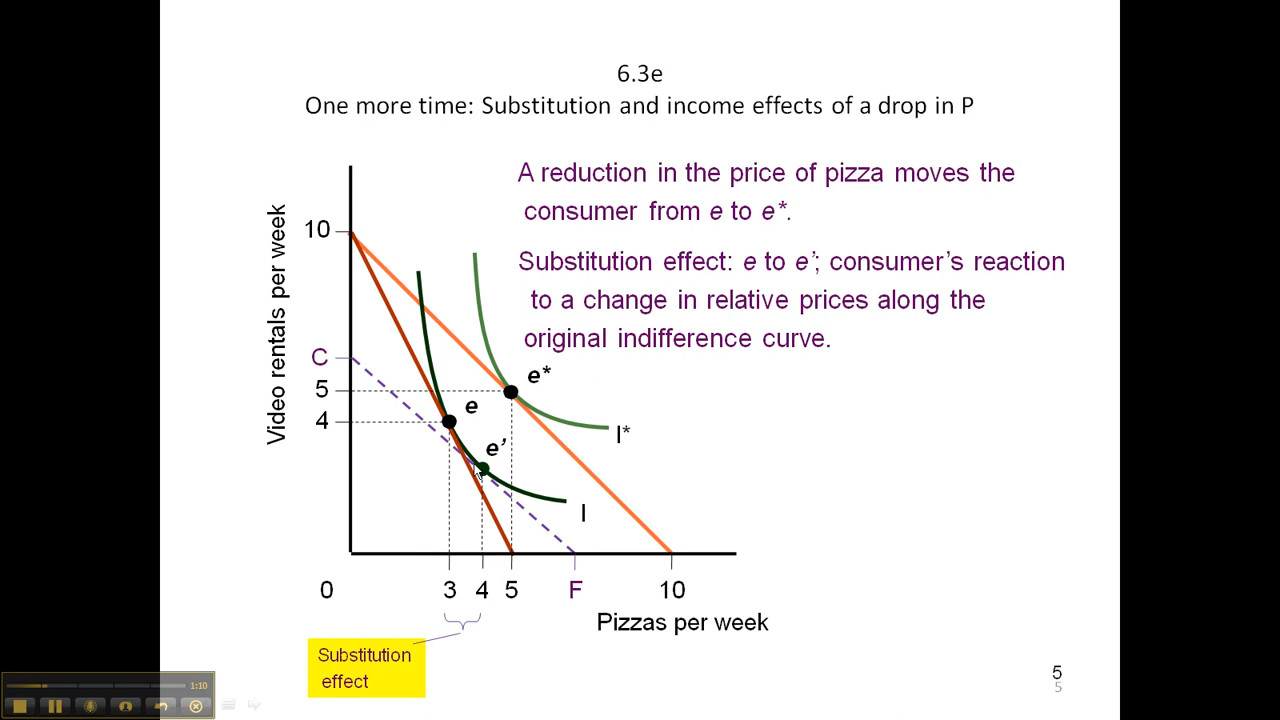 6.3e
One more time: Substitution and income effects of a drop in P
A reduction in the price of pizza moves the
consumer from e to e*.
Substitution effect: e to e’; consumer’s reaction
to a change in relative prices along the
original indifference curve.
Video rentals per week
10
C
5
4
e*
e
e’
I*
I
0
3 4 5 F 10
Pizzas per week
Substitution
effect
1:10
5
5